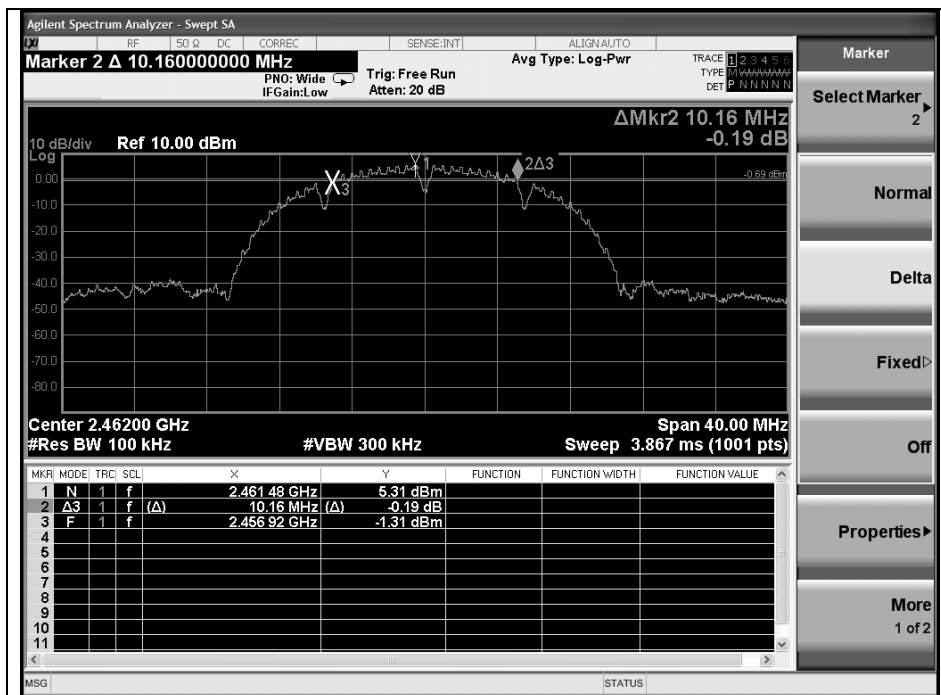 Agilent Spectrum Analyzer - Swept SA
LXI RF 50 Ω DC CORREC SENSE:INT ALIGN AUTO
Marker 2 Δ 10.160000000 MHz
PNO: Wide
IFGain:Low
Trig: Free Run
Atten: 20 dB
Avg Type: Log-Pwr
TRACE 1 2 3 4 5 6
TYPE MWWWWW
DET P N N N N N
ΔMkr2 10.16 MHz
-0.19 dB
10 dB/div Ref 10.00 dBm
Log
0.00
-10.0
-20.0
-30.0
-40.0
-50.0
-60.0
-70.0
-80.0
3
1
2Δ3
-0.69 dBm
Center 2.46200 GHz
Span 40.00 MHz
#Res BW 100 kHz
#VBW 300 kHz
Sweep 3.867 ms (1001 pts)
MKR MODE TRC SCL X Y FUNCTION FUNCTION WIDTH FUNCTION VALUE
1 N 1 f 2.461 48 GHz 5.31 dBm
2 Δ3 1 f (Δ) 10.16 MHz (Δ) -0.19 dB
3 F 1 f 2.456 92 GHz -1.31 dBm
4
5
6
7
8
9
10
11
MSG
STATUS
Marker
Select Marker
2
Normal
Delta
Fixed
Off
Properties
More
1 of 2